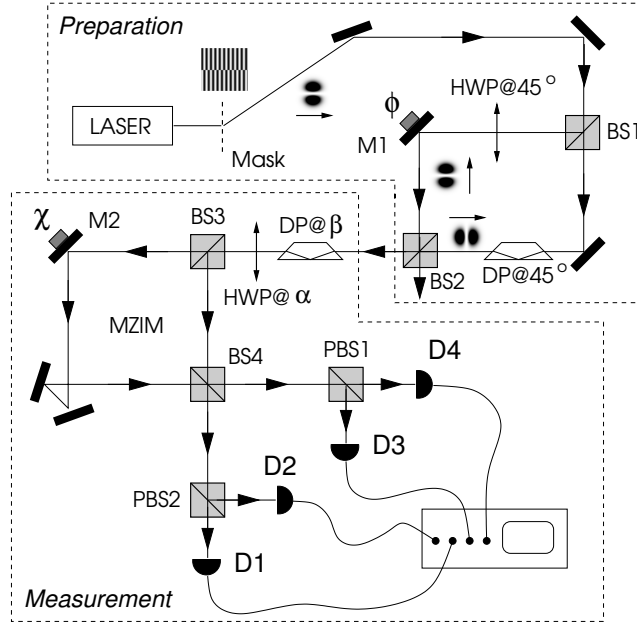 Preparation
LASER
Mask
HWP@45°
ϕ
M1
BS1
BS2
DP@45°
χ
M2
BS3
DP@β
HWP@ α
MZIM
BS4
PBS1
D4
D3
D2
PBS2
D1
Measurement